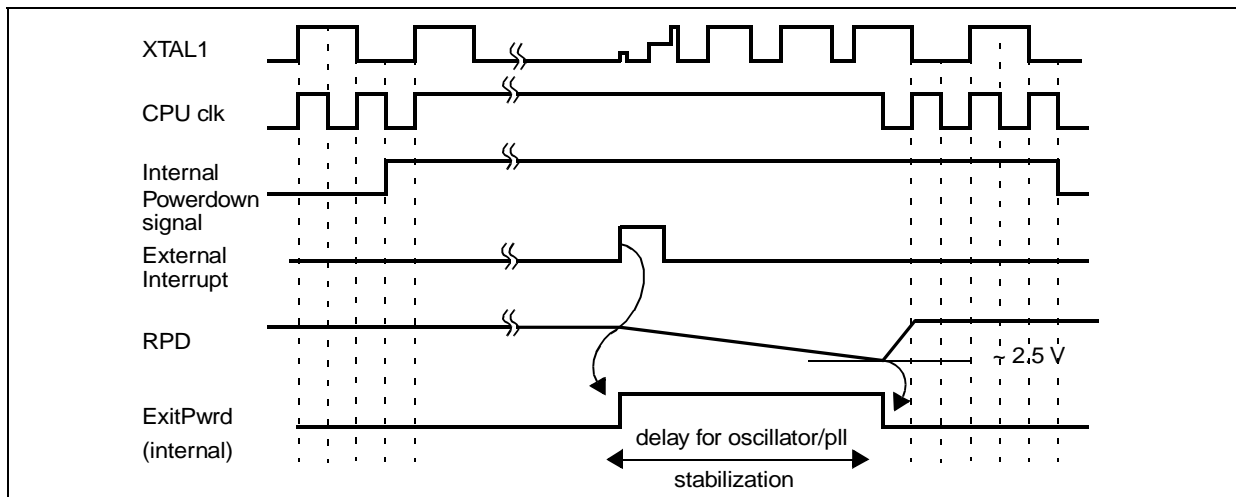 XTAL1
CPU clk
Internal
Powerdown
signal
External
Interrupt
RPD
~ 2.5 V
ExitPwrd
(internal)
delay for oscillator/pll
stabilization